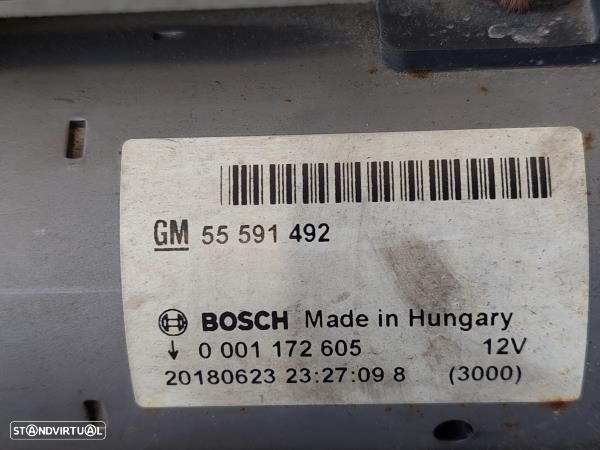 GM 55 591 492
BOSCH Made in Hungary
0 001 172 605 12V
20180623 23:27:09 8 (3000)
STANDVIRTUAL